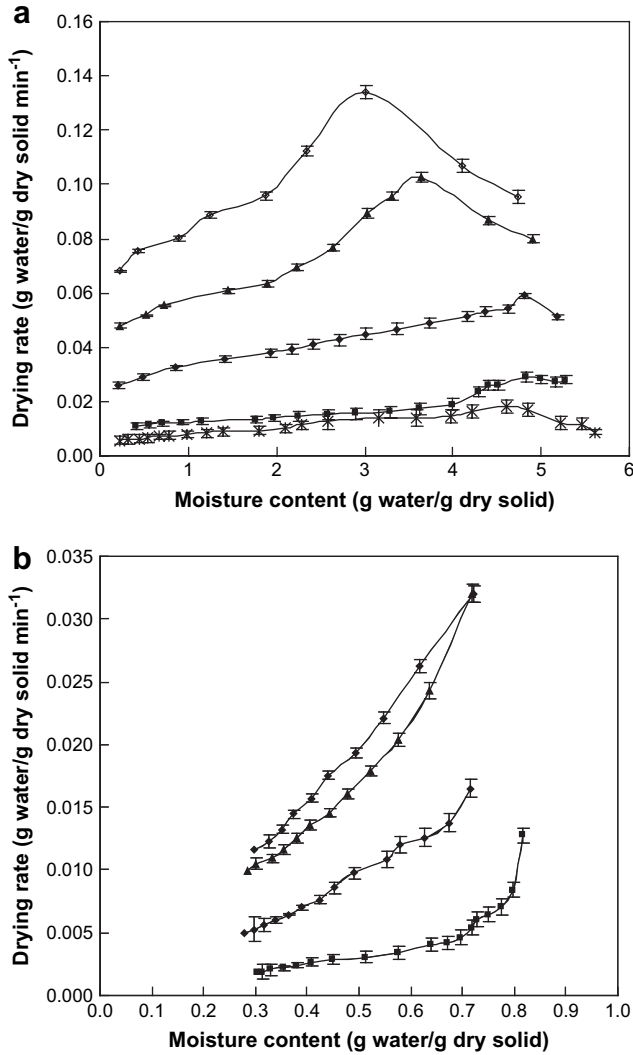 a
Drying rate (g water/g dry solid min⁻¹)
0.16
0.14
0.12
0.10
0.08
0.06
0.04
0.02
0.00
0 1 2 3 4 5 6
Moisture content (g water/g dry solid)
b
Drying rate (g water/g dry solid min⁻¹)
0.035
0.030
0.025
0.020
0.015
0.010
0.005
0.000
0.0 0.1 0.2 0.3 0.4 0.5 0.6 0.7 0.8 0.9 1.0
Moisture content (g water/g dry solid)